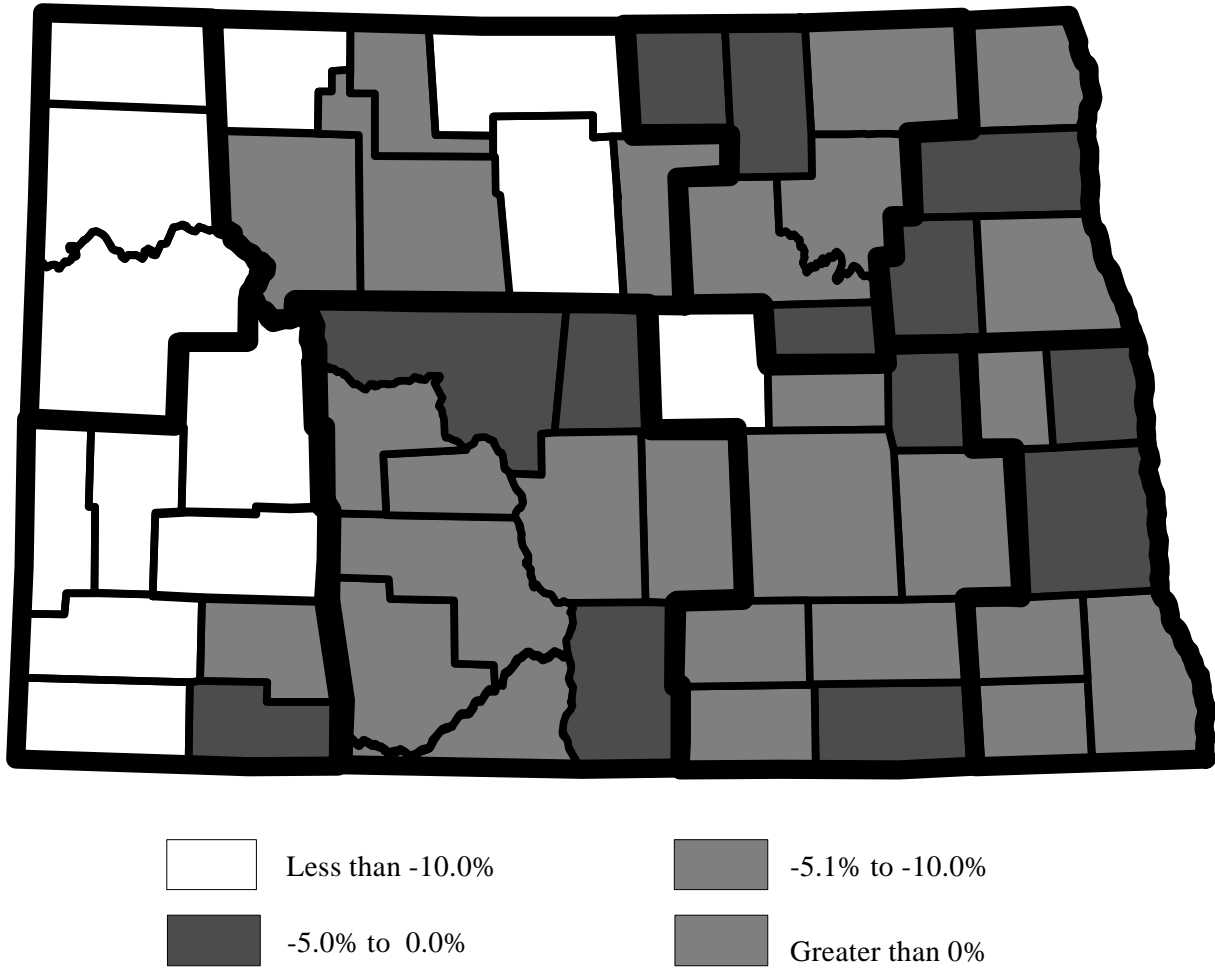 Less than -10.0%
-5.1% to -10.0%
-5.0% to 0.0%
Greater than 0%